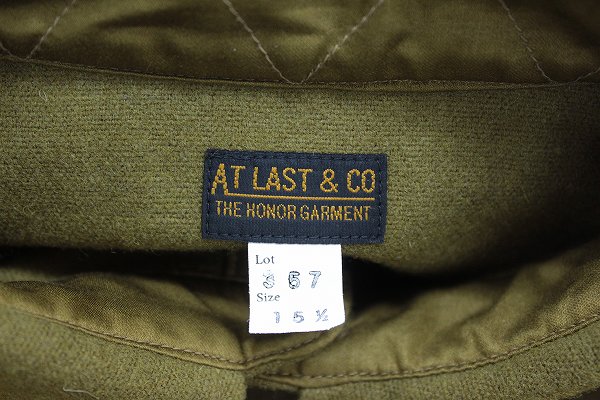 AT LAST & CO
THE HONOR GARMENT
Lot
367
Size
15½